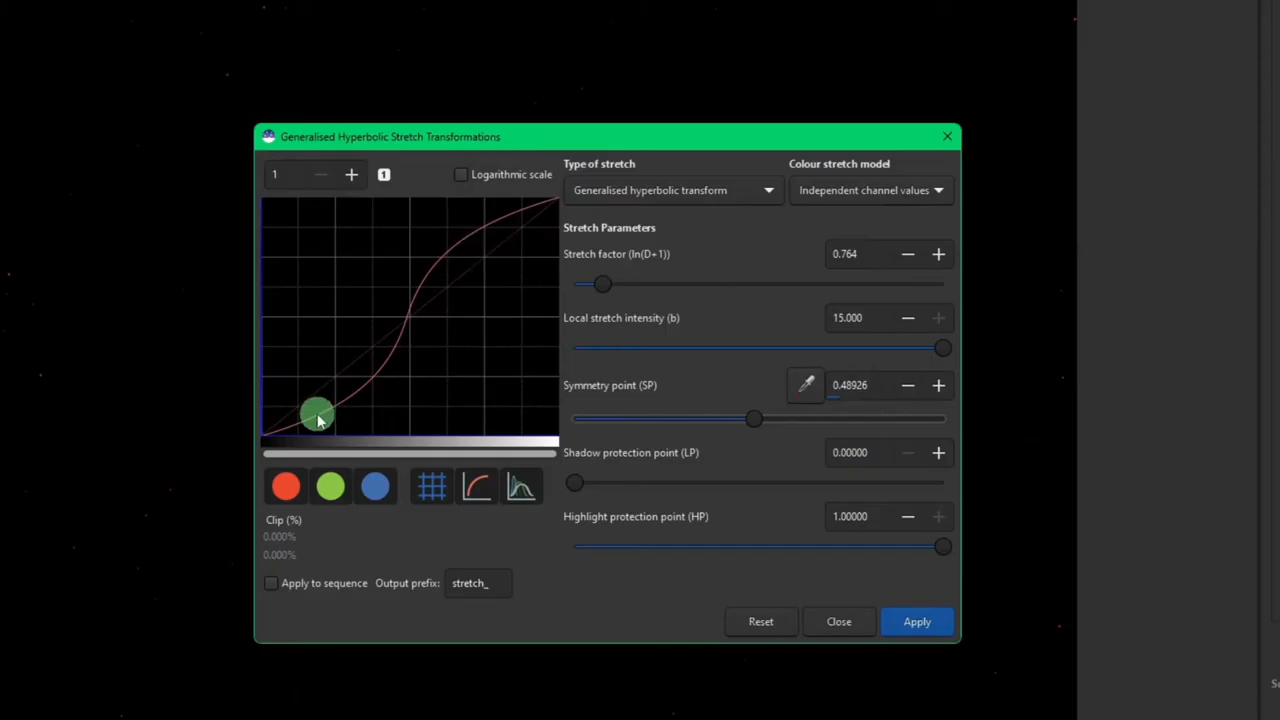 Generalised Hyperbolic Stretch Transformations
1
1
Logarithmic scale
Type of stretch
Colour stretch model
Generalised hyperbolic transform
Independent channel values
Stretch Parameters
Stretch factor (ln(D+1))
0.764
Local stretch intensity (b)
15.000
Symmetry point (SP)
0.48926
Shadow protection point (LP)
0.00000
Highlight protection point (HP)
1.00000
Clip (%)
0.000%
0.000%
Apply to sequence
Output prefix:
stretch_
Reset
Close
Apply